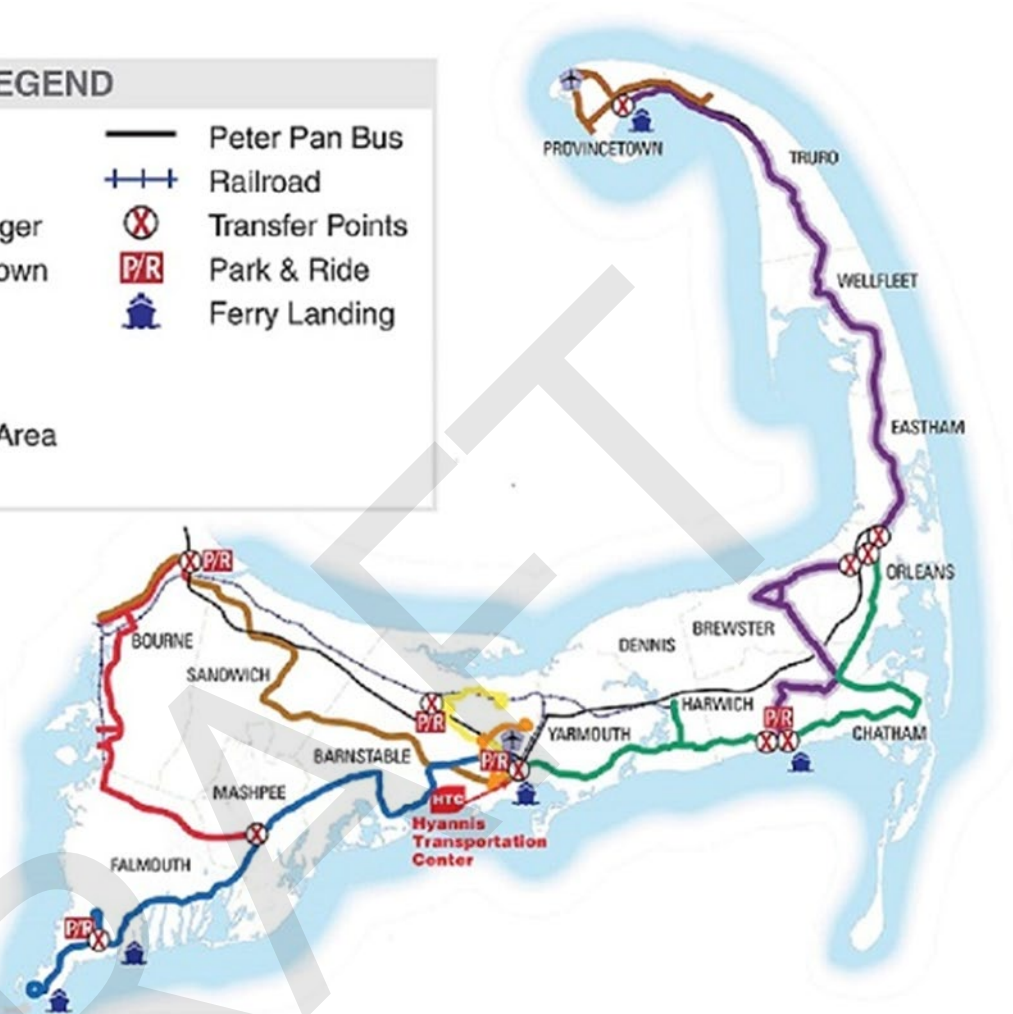 EGEND
Peter Pan Bus
Railroad
ger
X Transfer Points
own
P/R Park & Ride
Ferry Landing
Area
PROVINCETOWN
TRURO
WELLFLEET
EASTHAM
X
X
X
X
ORLEANS
X P/R
BOURNE
SANDWICH
DENNIS
BREWSTER
HARWICH
P/R
X X
CHATHAM
X
P/R
YARMOUTH
BARNSTABLE
P/R
X
MASHPEE
HTC
Hyannis
Transportation
Center
X
FALMOUTH
P/R
X
DRAFT